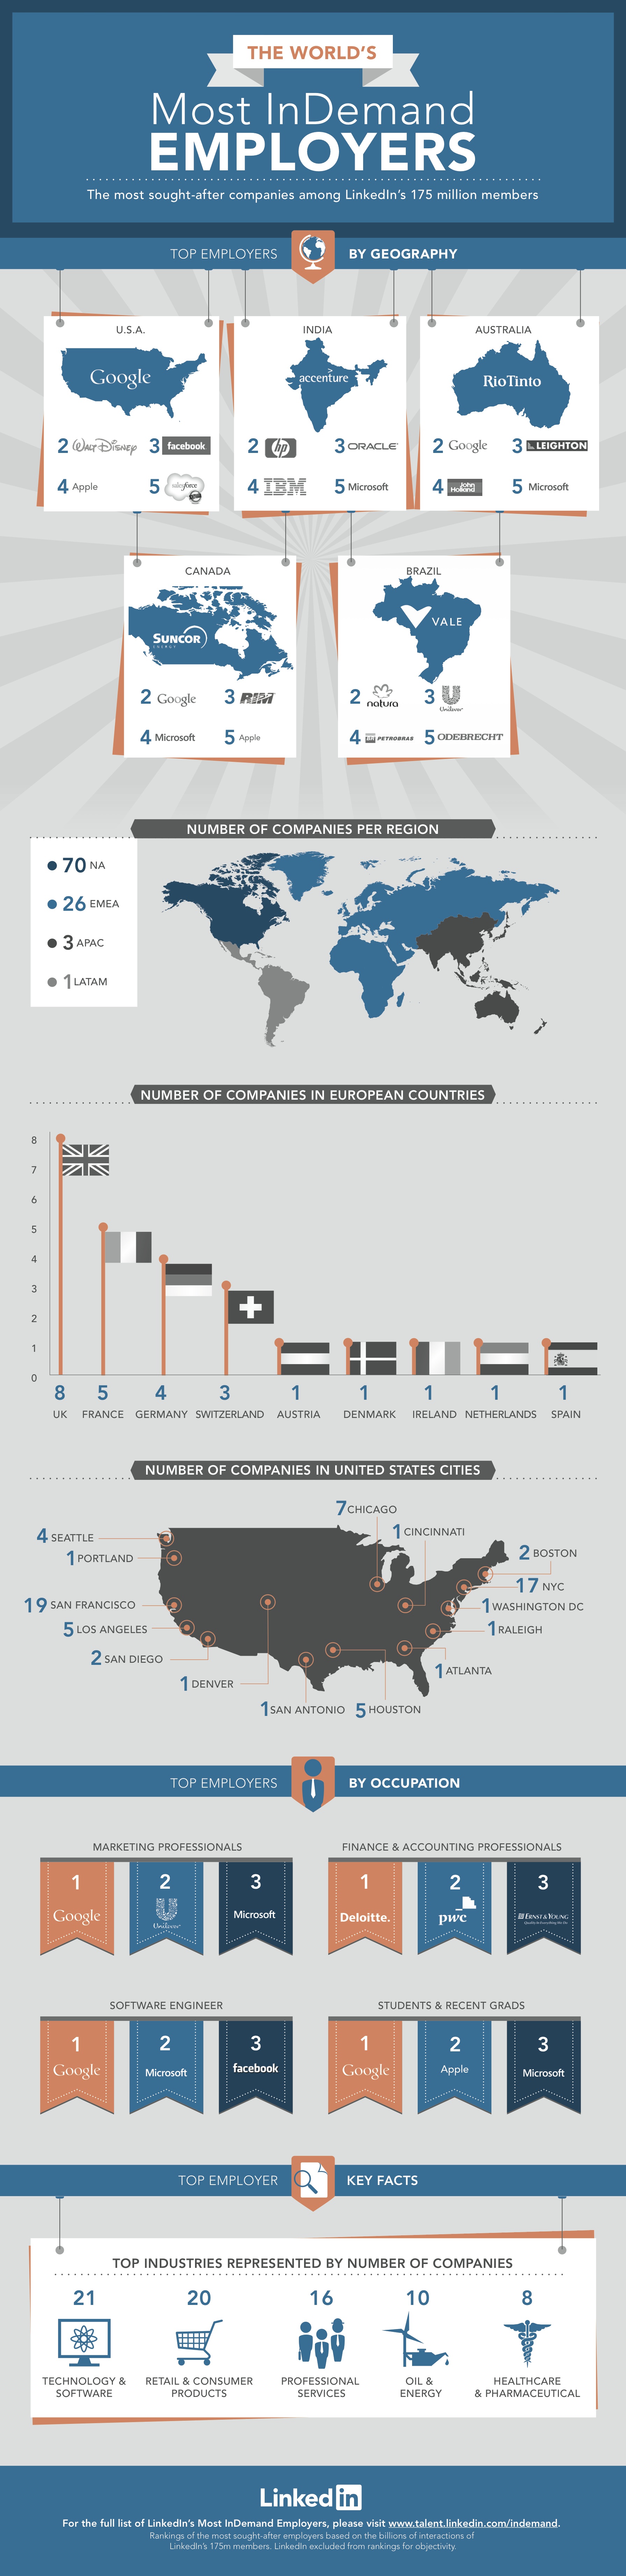 THE WORLD'S
Most InDemand
EMPLOYERS
The most sought-after companies among LinkedIn's 175 million members
TOP EMPLOYERS BY GEOGRAPHY
U.S.A.
Google
2 WALT DISNEY 3 facebook
4 Apple 5 salesforce
INDIA
accenture
2 hp 3 ORACLE
4 IBM 5 Microsoft
AUSTRALIA
RioTinto
2 Google 3 LEIGHTON
4 John Holland 5 Microsoft
CANADA
SUNCOR
ENERGY
2 Google 3 RIM
4 Microsoft 5 Apple
BRAZIL
VALE
2 natura 3 Unilever
4 BR PETROBRAS 5 ODEBRECHT
NUMBER OF COMPANIES PER REGION
70 NA
26 EMEA
3 APAC
1 LATAM
NUMBER OF COMPANIES IN EUROPEAN COUNTRIES
8
7
6
5
4
3
2
1
0
8 5 4 3 1 1 1 1 1
UK FRANCE GERMANY SWITZERLAND AUSTRIA DENMARK IRELAND NETHERLANDS SPAIN
NUMBER OF COMPANIES IN UNITED STATES CITIES
7 CHICAGO
1 CINCINNATI
4 SEATTLE
2 BOSTON
1 PORTLAND
17 NYC
19 SAN FRANCISCO
1 WASHINGTON DC
5 LOS ANGELES
1 RALEIGH
2 SAN DIEGO
1 ATLANTA
1 DENVER
1 SAN ANTONIO
5 HOUSTON
TOP EMPLOYERS BY OCCUPATION
MARKETING PROFESSIONALS
1 2 3
Google Unilever Microsoft
FINANCE & ACCOUNTING PROFESSIONALS
1 2 3
Deloitte. pwc ERNST & YOUNG
Quality In Everything We Do
SOFTWARE ENGINEER
1 2 3
Google Microsoft facebook
STUDENTS & RECENT GRADS
1 2 3
Google Apple Microsoft
TOP EMPLOYER KEY FACTS
TOP INDUSTRIES REPRESENTED BY NUMBER OF COMPANIES
21 20 16 10 8
TECHNOLOGY & RETAIL & CONSUMER PROFESSIONAL OIL & HEALTHCARE
SOFTWARE PRODUCTS SERVICES ENERGY & PHARMACEUTICAL
Linked in
For the full list of LinkedIn's Most InDemand Employers, please visit www.talent.linkedin.com/indemand.
Rankings of the most sought-after employers based on the billions of interactions of
LinkedIn's 175m members. LinkedIn excluded from rankings for objectivity.